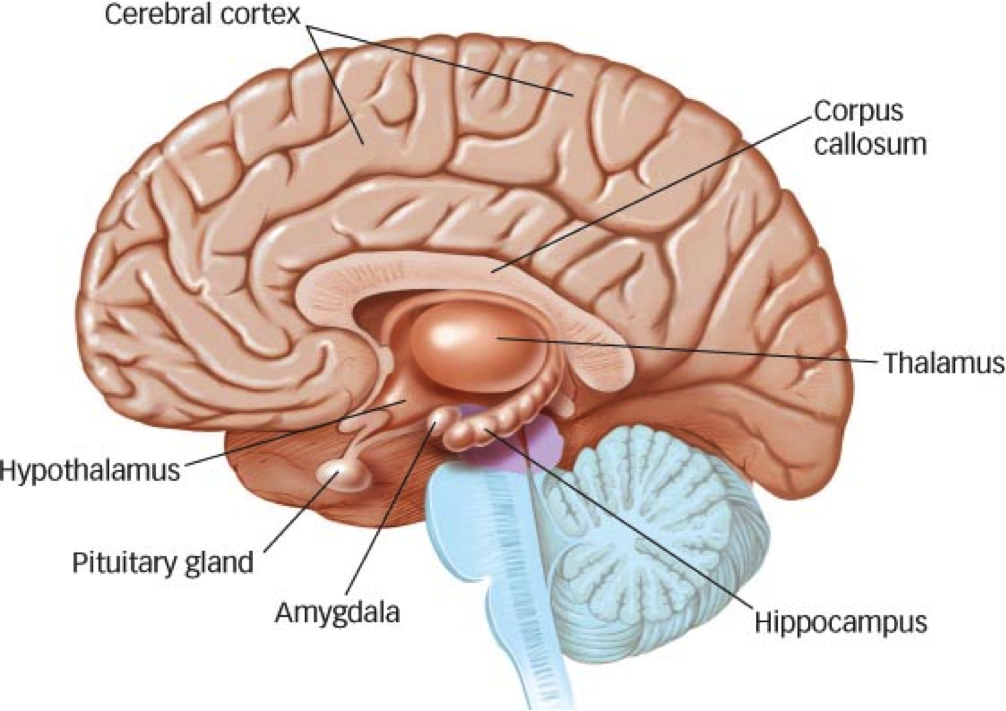 Cerebral cortex
Corpus
callosum
Thalamus
Hypothalamus
Pituitary gland
Amygdala
Hippocampus